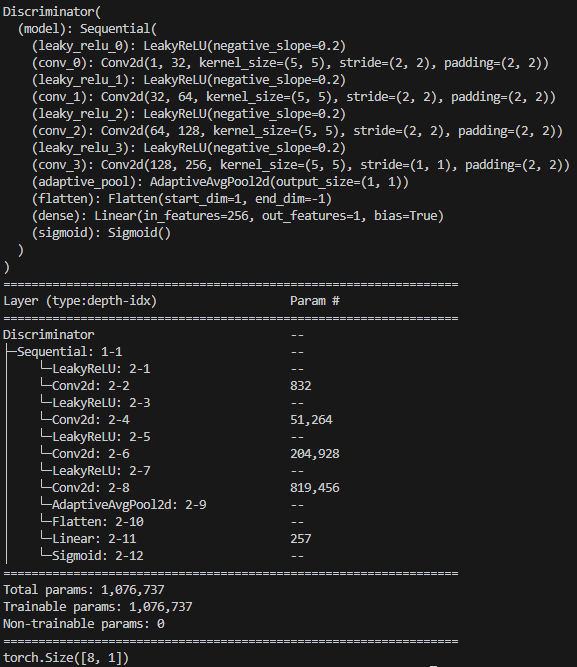 Discriminator(
  (model): Sequential(
    (leaky_relu_0): LeakyReLU(negative_slope=0.2)
    (conv_0): Conv2d(1, 32, kernel_size=(5, 5), stride=(2, 2), padding=(2, 2))
    (leaky_relu_1): LeakyReLU(negative_slope=0.2)
    (conv_1): Conv2d(32, 64, kernel_size=(5, 5), stride=(2, 2), padding=(2, 2))
    (leaky_relu_2): LeakyReLU(negative_slope=0.2)
    (conv_2): Conv2d(64, 128, kernel_size=(5, 5), stride=(2, 2), padding=(2, 2))
    (leaky_relu_3): LeakyReLU(negative_slope=0.2)
    (conv_3): Conv2d(128, 256, kernel_size=(5, 5), stride=(1, 1), padding=(2, 2))
    (adaptive_pool): AdaptiveAvgPool2d(output_size=(1, 1))
    (flatten): Flatten(start_dim=1, end_dim=-1)
    (dense): Linear(in_features=256, out_features=1, bias=True)
    (sigmoid): Sigmoid()
  )
)
=================================================================
Layer (type:depth-idx)                   Param #
=================================================================
Discriminator                            --
├─Sequential: 1-1                        --
│    └─LeakyReLU: 2-1                    --
│    └─Conv2d: 2-2                       832
│    └─LeakyReLU: 2-3                    --
│    └─Conv2d: 2-4                       51,264
│    └─LeakyReLU: 2-5                    --
│    └─Conv2d: 2-6                       204,928
│    └─LeakyReLU: 2-7                    --
│    └─Conv2d: 2-8                       819,456
│    └─AdaptiveAvgPool2d: 2-9            --
│    └─Flatten: 2-10                     --
│    └─Linear: 2-11                      257
│    └─Sigmoid: 2-12                     --
=================================================================
Total params: 1,076,737
Trainable params: 1,076,737
Non-trainable params: 0
=================================================================
torch.Size([8, 1])